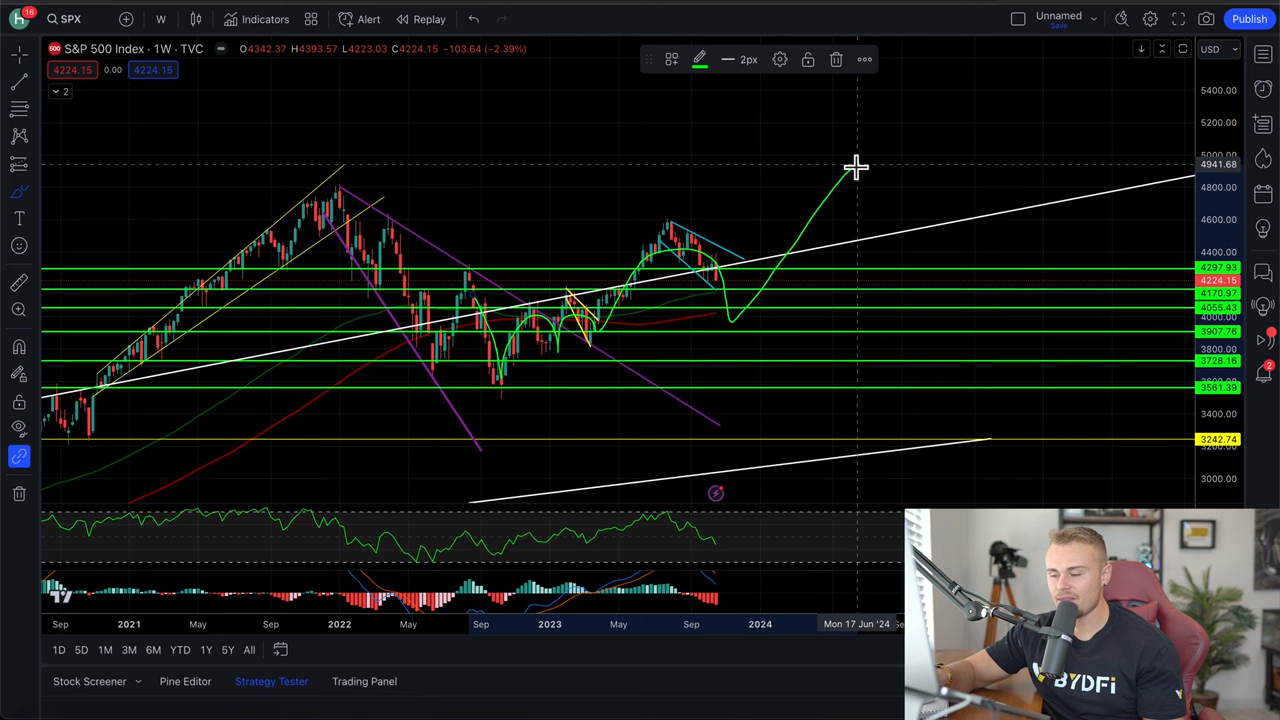 h
16
SPX
W
Indicators
Alert
Replay
Unnamed
Save
Publish
500
S&P 500 Index · 1W · TVC
O4342.37 H4393.57 L4223.03 C4224.15 −103.64 (−2.39%)
2px
USD
4224.15
0.00
4224.15
2
5400.00
5200.00
4941.68
4800.00
4600.00
4400.00
4297.93
4224.15
4170.97
4055.43
4000.00
3907.76
3800.00
3728.16
3561.39
3400.00
3242.74
3000.00
2
Sep
2021
May
Sep
2022
May
Sep
2023
May
Sep
2024
Mon 17 Jun '24
1D
5D
1M
3M
6M
YTD
1Y
5Y
All
Stock Screener
Pine Editor
Strategy Tester
Trading Panel
BYDFi